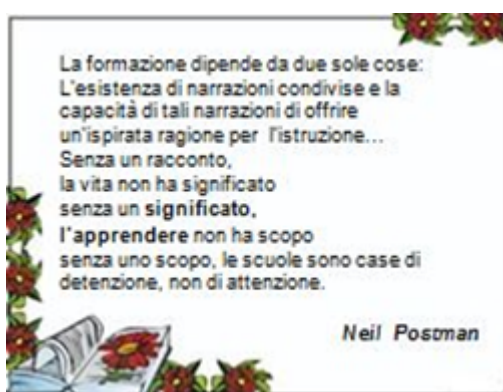 La formazione dipende da due sole cose:
L'esistenza di narrazioni condivise e la
capacità di tali narrazioni di offrire
un'ispirata ragione per l'istruzione...
Senza un racconto,
la vita non ha significato
senza un significato,
l'apprendere non ha scopo
senza uno scopo, le scuole sono case di
detenzione, non di attenzione.
Neil Postman